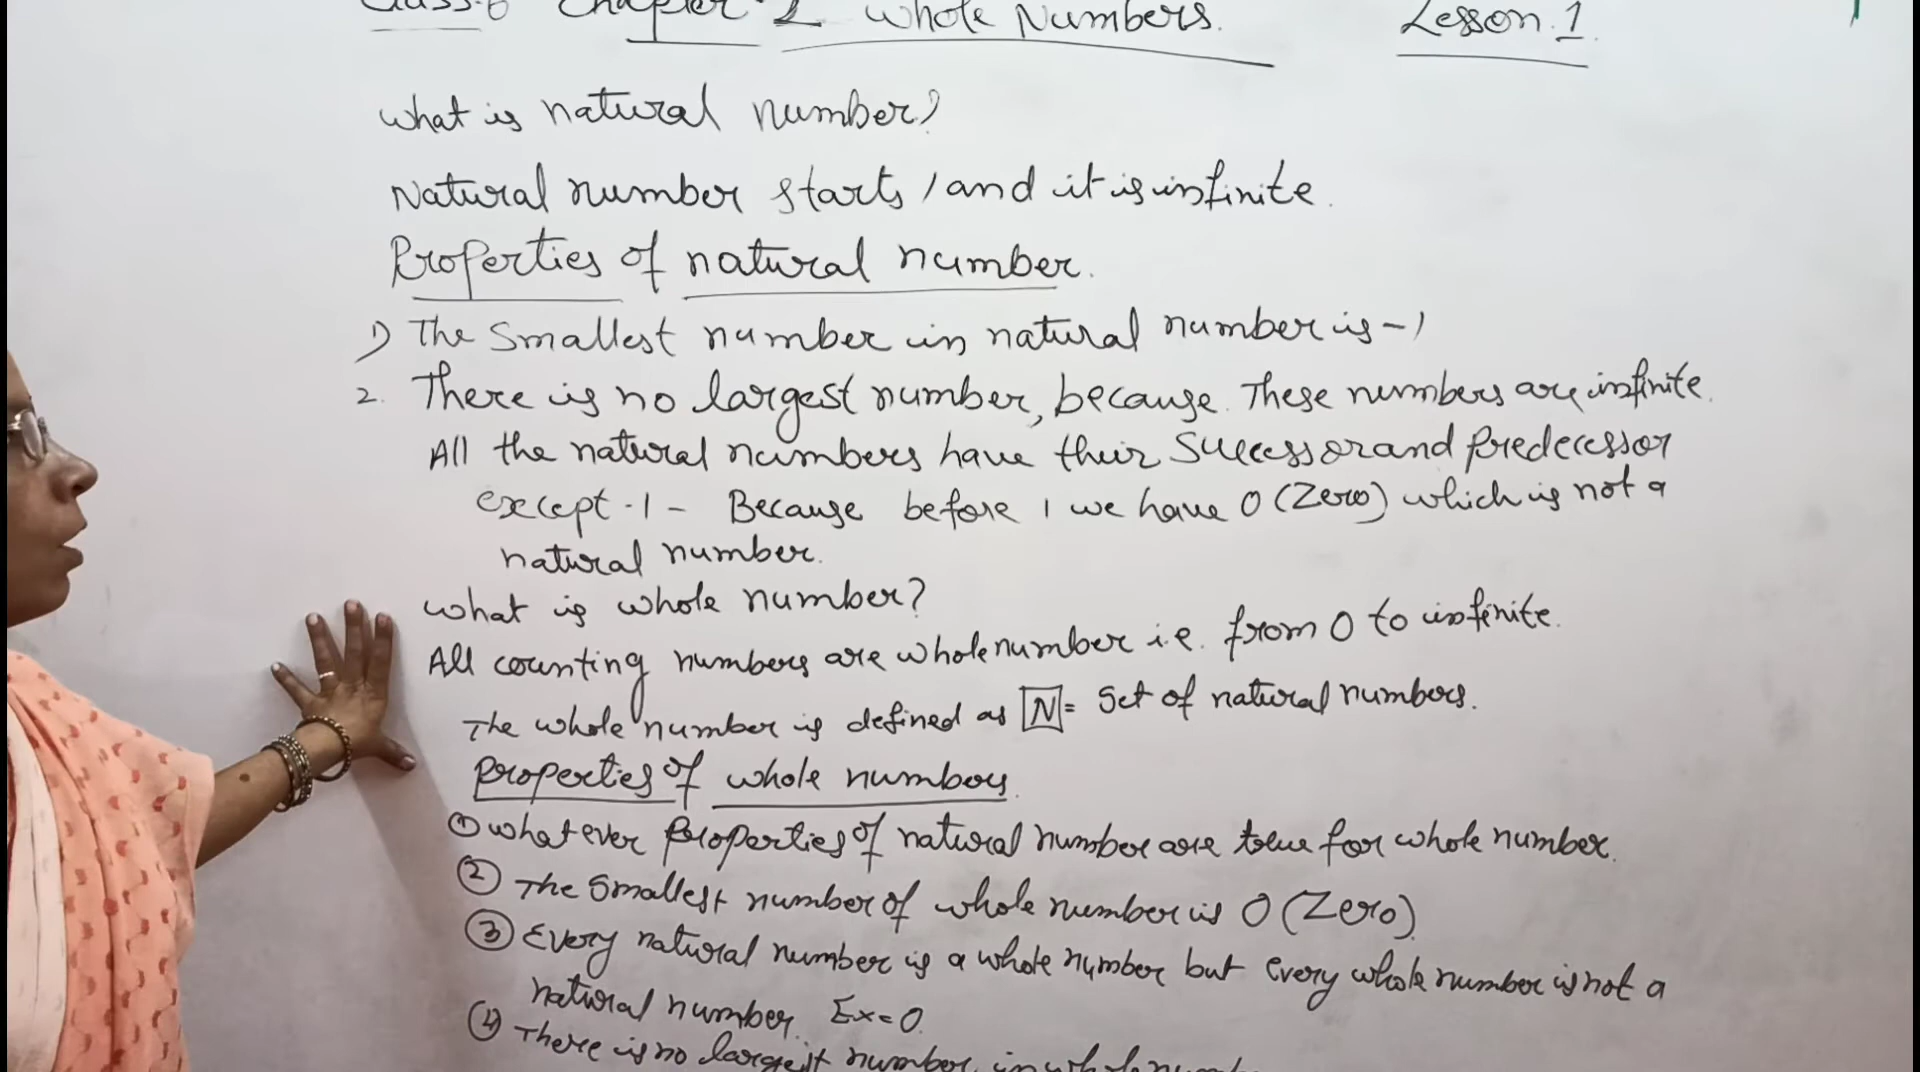 Class-6 Chapter-2 Whole Numbers. Lesson.1.
What is natural number?
Natural number starts 1 and it is infinite.
Properties of natural number.
1) The Smallest number in natural number is - 1
2. There is no largest number, because. These numbers are infinite.
All the natural numbers have their Successor and predecessor
except - 1 - Because before 1 we have 0 (Zero) which is not a
natural number.
What is whole number?
All counting numbers are whole number i.e. from 0 to infinite.
The whole number is defined as N = Set of natural numbers.
Properties of whole numbers.
① Whatever properties of natural number are true for whole number.
② The Smallest number of whole number is 0 (Zero).
③ Every natural number is a whole number but every whole number is not a
natural number. Ex = 0.
④ There is no largest number in whole number